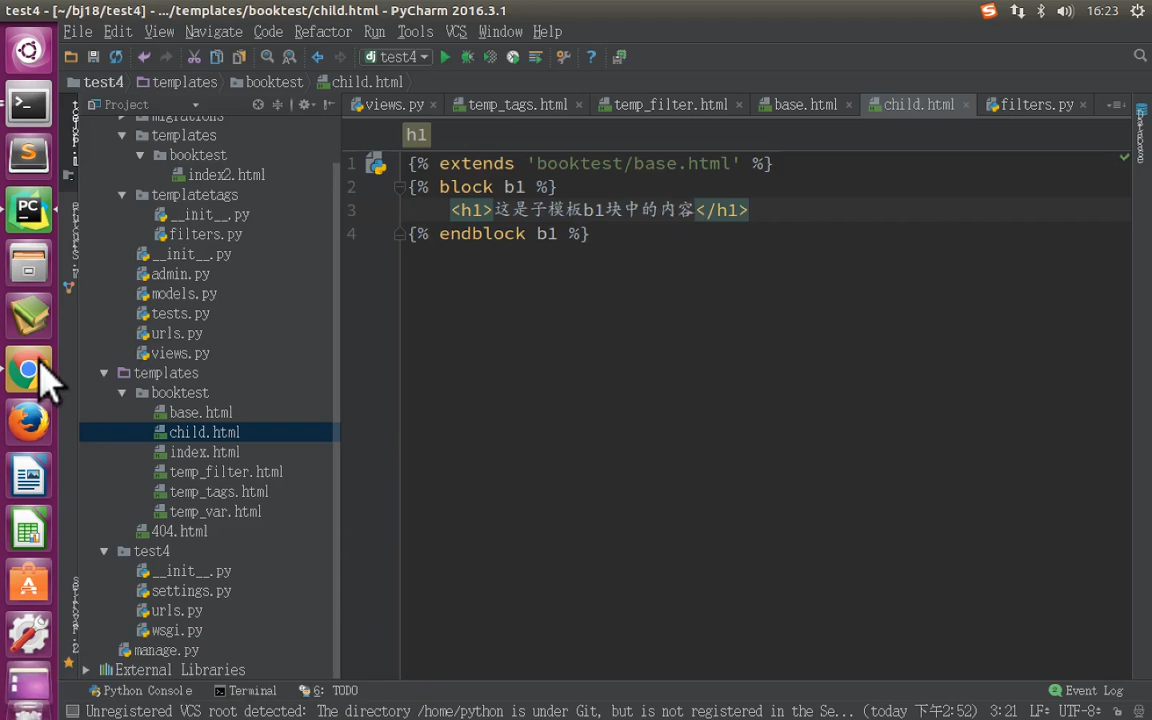 test4 - [~/bj18/test4] - .../templates/booktest/child.html - PyCharm 2016.3.1
16:23
File Edit View Navigate Code Refactor Run Tools VCS Window Help
dj test4
test4 templates booktest child.html
Project
views.py × temp_tags.html × temp_filter.html × base.html × child.html × filters.py ×
migrations
templates
booktest
index2.html
templatetags
__init__.py
filters.py
__init__.py
admin.py
models.py
tests.py
urls.py
views.py
templates
booktest
base.html
child.html
index.html
temp_filter.html
temp_tags.html
temp_var.html
404.html
test4
__init__.py
settings.py
urls.py
wsgi.py
manage.py
External Libraries
h1
1 {% extends 'booktest/base.html' %}
2 {% block b1 %}
3 <h1>这是子模板b1块中的内容</h1>
4 {% endblock b1 %}
PC
Python Console Terminal 6: TODO Event Log
Unregistered VCS root detected: The directory /home/python is under Git, but is not registered in the Se... (today 下午2:52) 3:21 LF÷ UTF-8÷